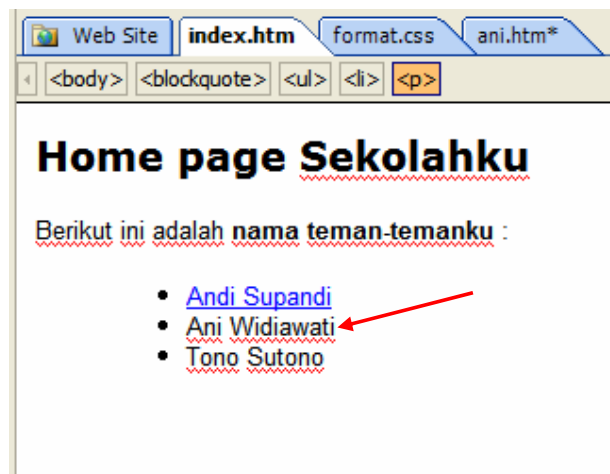 Web Site index.htm format.css ani.htm*
<body> <blockquote> <ul> <li> <p>
Home page Sekolahku
Berikut ini adalah nama teman-temanku :
• Andi Supandi
• Ani Widiawati
• Tono Sutono